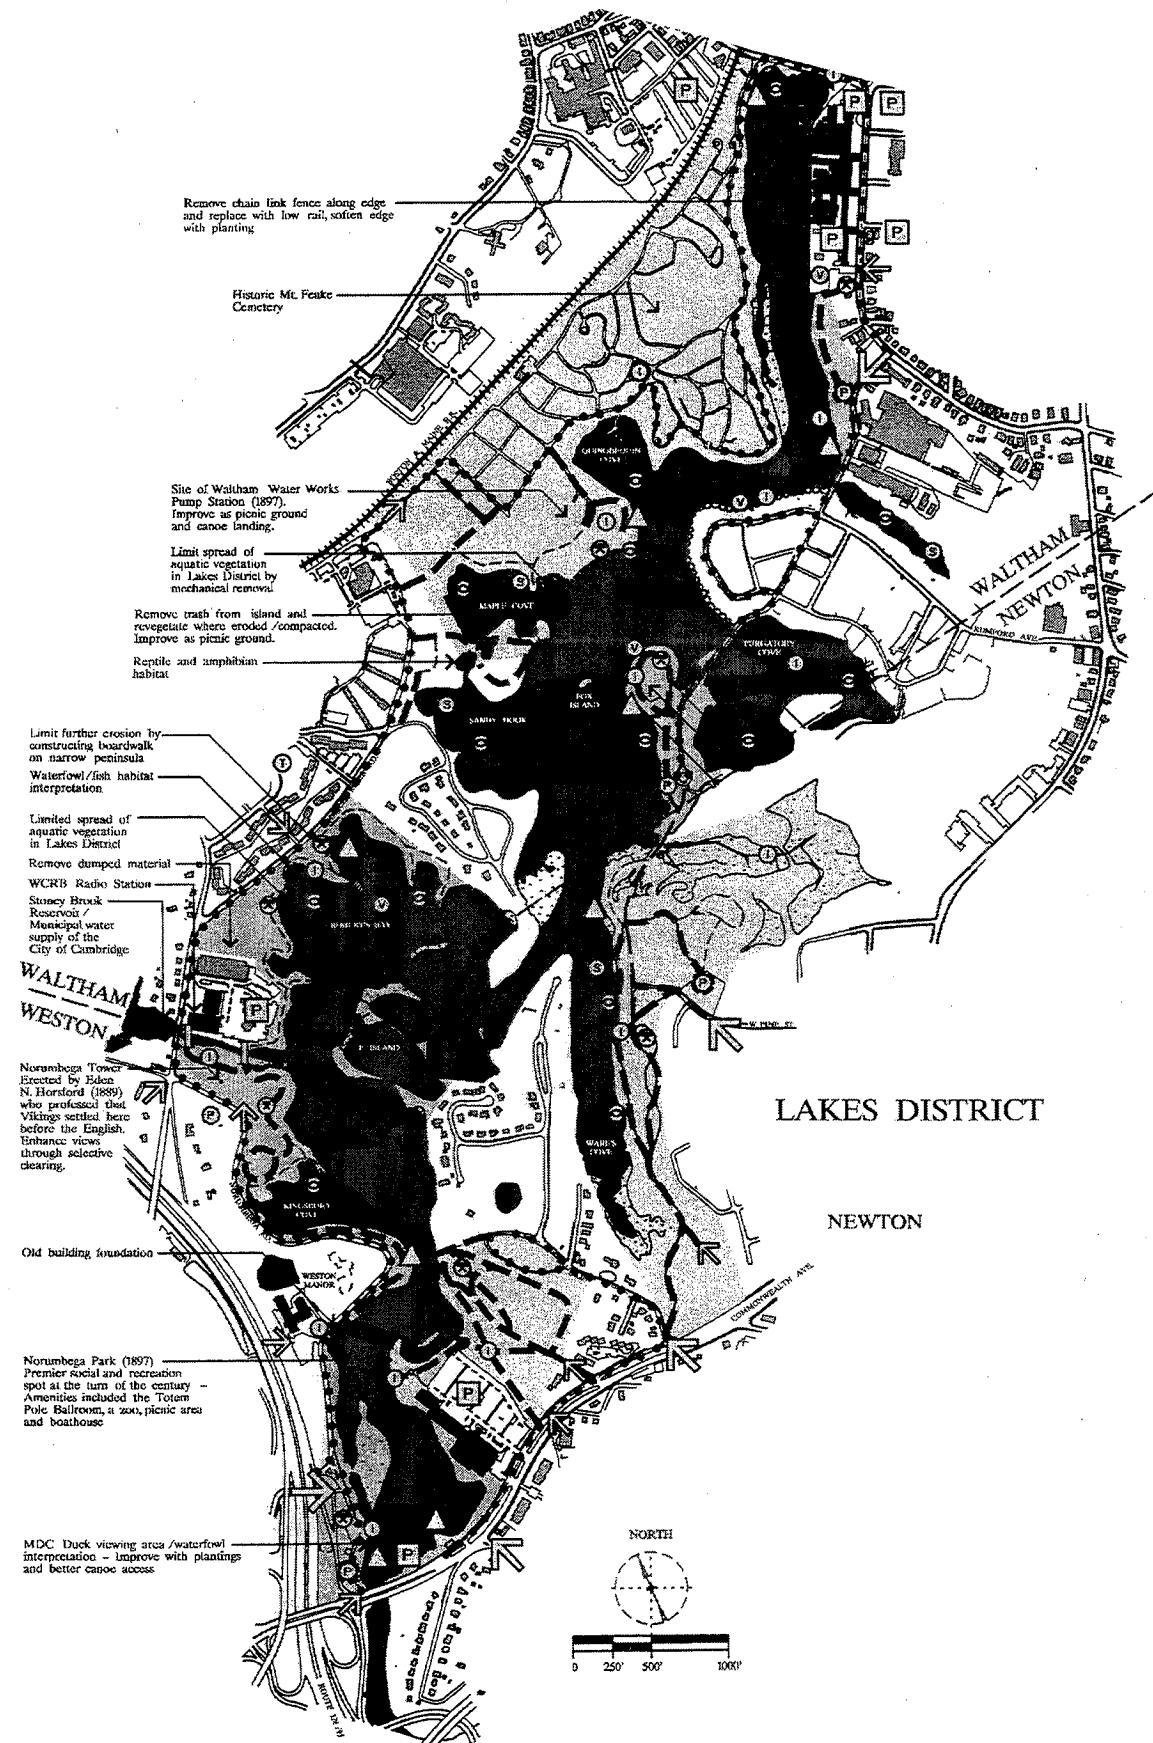 Remove chain link fence along edge
and replace with low rail, soften edge
with planting
Historic Mt. Feake
Cemetery
BOSTON & MAINE R.R.
QUINOBEQUIN
COVE
Site of Waltham Water Works
Pump Station (1897).
Improve as picnic ground
and canoe landing.
Limit spread of
aquatic vegetation
in Lakes District by
mechanical removal
MAPLE COVE
Remove trash from island and
revegetate where eroded/compacted.
Improve as picnic ground.
Reptile and amphibian
habitat
WALTHAM
NEWTON
RUMFORD AVE.
PURGATORY
COVE
FOX
ISLAND
SANDY HOOK
Limit further erosion by
constructing boardwalk
on narrow peninsula
Waterfowl/fish habitat
interpretation
Limited spread of
aquatic vegetation
in Lakes District
Remove dumped material
WCRB Radio Station
Stoney Brook
Reservoir /
Municipal water
supply of the
City of Cambridge
WALTHAM
WESTON
ISLAND
W. PINE ST.
Norumbega Tower
Erected by Eden
N. Horsford (1889)
who professed that
Vikings settled here
before the English.
Enhance views
through selective
clearing.
LAKES DISTRICT
WARE'S
COVE
KINGSBURY
COVE
NEWTON
Old building foundation
WESTON
MANOR
COMMONWEALTH AVE.
Norumbega Park (1897)
Premier social and recreation
spot at the turn of the century –
Amenities included the Totem
Pole Ballroom, a zoo, picnic area
and boathouse
MDC Duck viewing area /waterfowl
interpretation – Improve with plantings
and better canoe access
NORTH
0 250' 500' 1000'
ROUTE